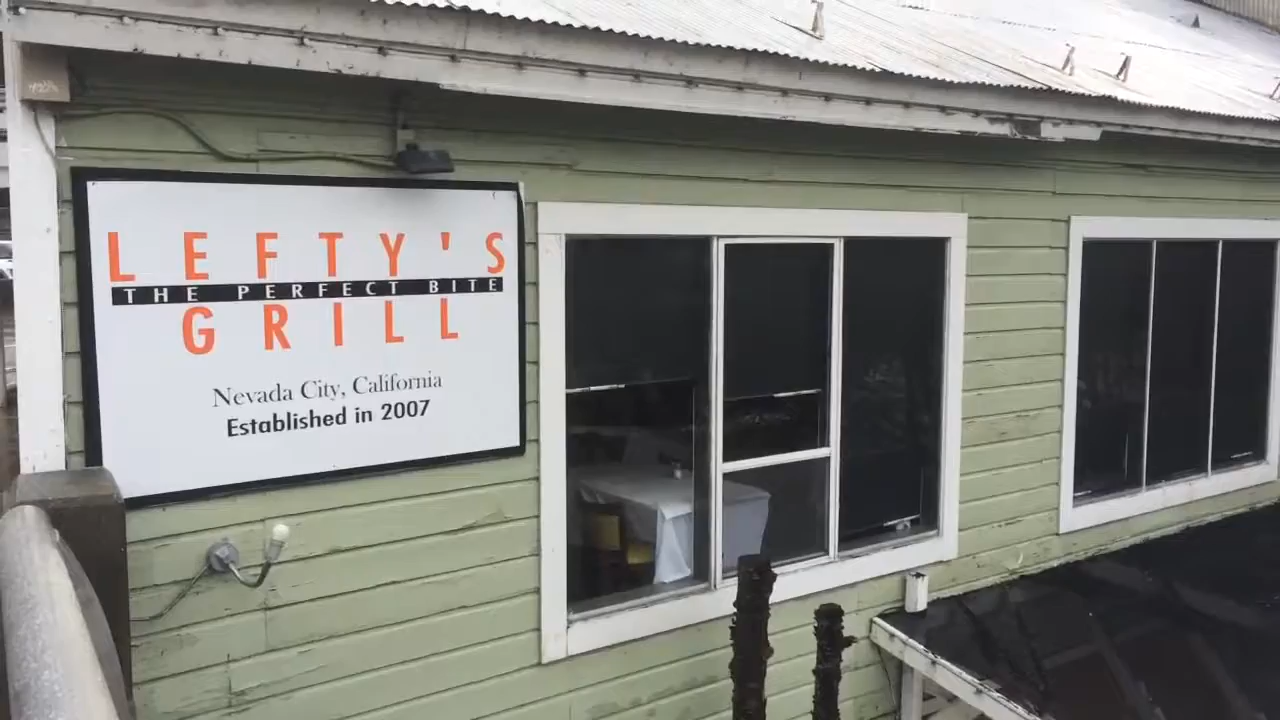 LEFTY'S
THE PERFECT BITE
GRILL
Nevada City, California
Established in 2007